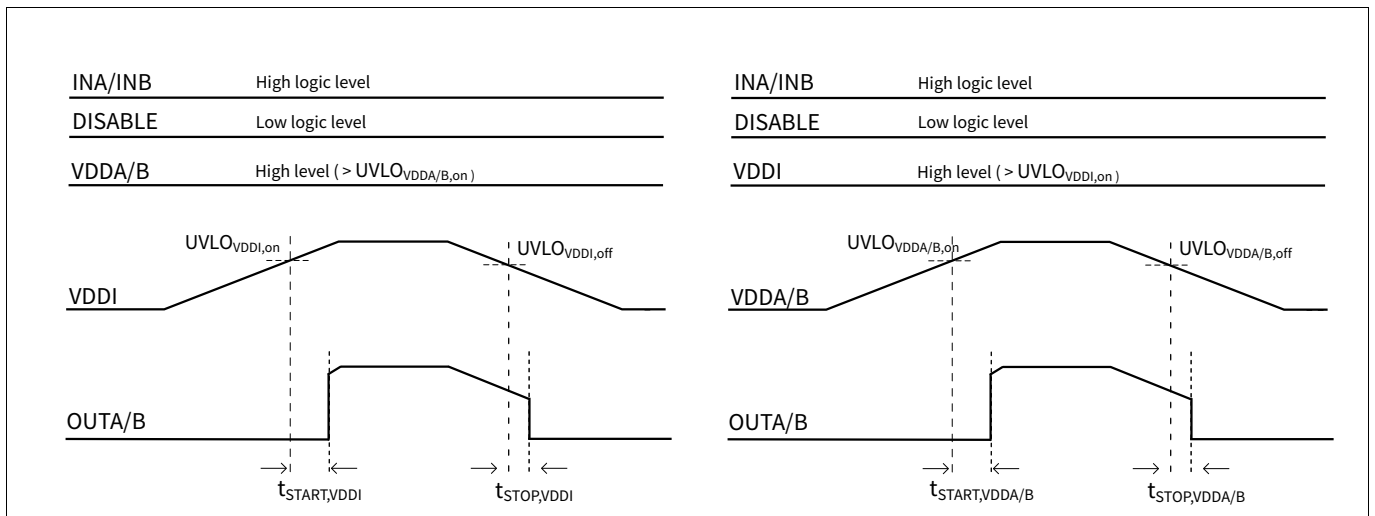 INA/INB High logic level
DISABLE Low logic level
VDDA/B High level ( > UVLOVDDA/B,on )
UVLOVDDI,on
UVLOVDDI,off
VDDI
OUTA/B
tSTART,VDDI
tSTOP,VDDI
INA/INB High logic level
DISABLE Low logic level
VDDI High level ( > UVLOVDDI,on )
UVLOVDDA/B,on
UVLOVDDA/B,off
VDDA/B
OUTA/B
tSTART,VDDA/B
tSTOP,VDDA/B